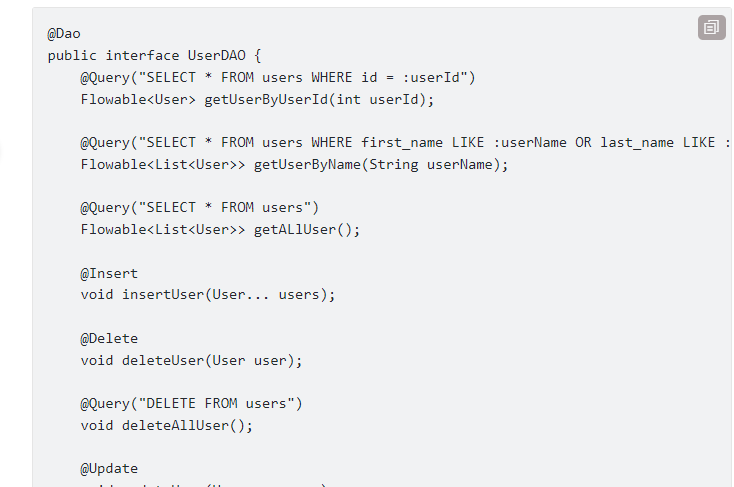 @Dao
public interface UserDAO {
@Query("SELECT * FROM users WHERE id = :userId")
Flowable<User> getUserByUserId(int userId);
@Query("SELECT * FROM users WHERE first_name LIKE :userName OR last_name LIKE :
Flowable<List<User>> getUserByName(String userName);
@Query("SELECT * FROM users")
Flowable<List<User>> getALlUser();
@Insert
void insertUser(User... users);
@Delete
void deleteUser(User user);
@Query("DELETE FROM users")
void deleteAllUser();
@Update